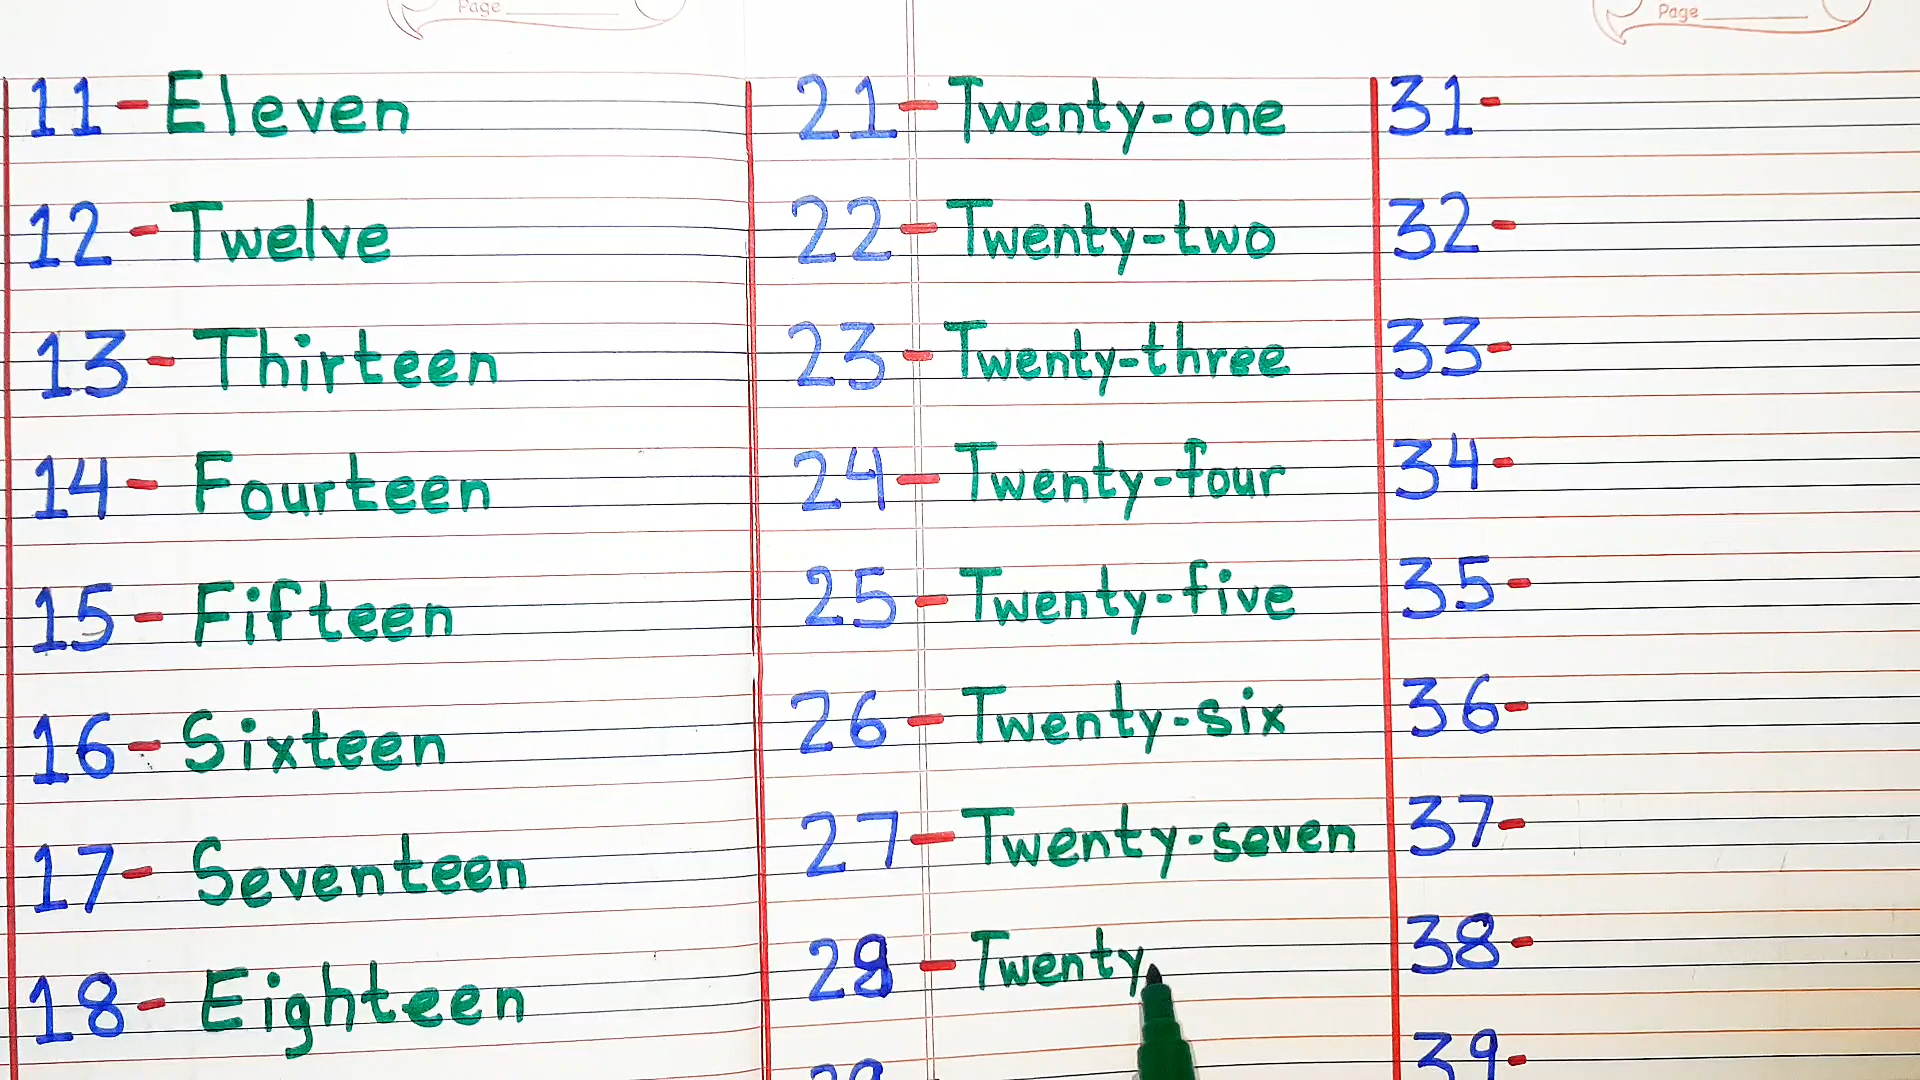 Page
Page
11 - Eleven
12 - Twelve
13 - Thirteen
14 - Fourteen
15 - Fifteen
16 - Sixteen
17 - Seventeen
18 - Eighteen
21 - Twenty-one
22 - Twenty-two
23 - Twenty-three
24 - Twenty-four
25 - Twenty-five
26 - Twenty-six
27 - Twenty-seven
28 - Twenty
31 -
32 -
33 -
34 -
35 -
36 -
37 -
38 -
39 -